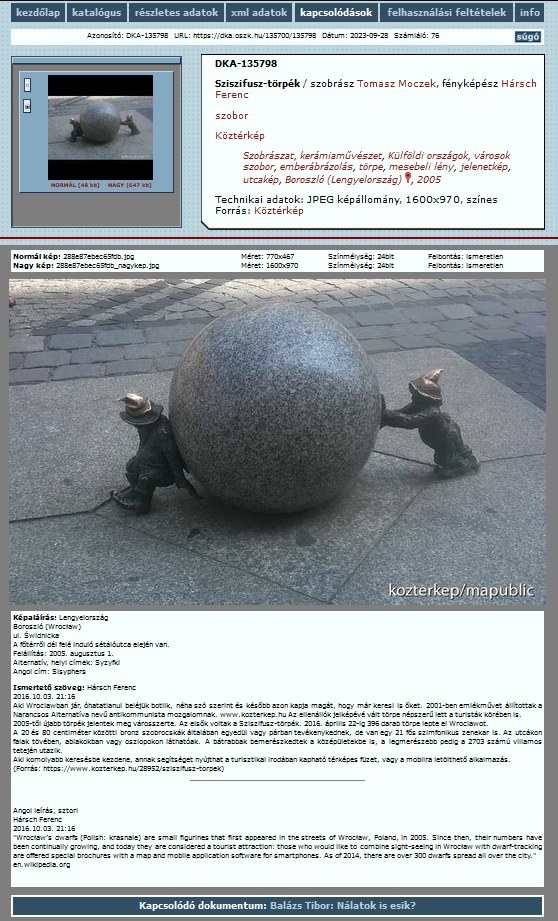 kezdőlap katalógus részletes adatok xml adatok kapcsolódások felhasználási feltételek info
Azonosító: DKA-135798 URL: https://dka.oszk.hu/135700/135798 Dátum: 2023-09-28 Számláló: 76 súgó
DKA-135798
Sziszifusz-törpék / szobrász Tomasz Moczek, fényképész Hársch
Ferenc
szobor
Köztérkép
Szobrászat, kerámiaművészet, Külföldi országok, városok
szobor, emberábrázolás, törpe, mesebeli lény, jelenetkép,
utcakép, Boroszló (Lengyelország) , 2005
Technikai adatok: JPEG képállomány, 1600x970, színes
Forrás: Köztérkép
NORMÁL [48 kb] NAGY [647 kb]
Normál kép: 288e87ebec65fdb.jpg Méret: 770x467 Színmélység: 24bit Felbontás: ismeretlen
Nagy kép: 288e87ebec65fdb_nagykep.jpg Méret: 1600x970 Színmélység: 24bit Felbontás: ismeretlen
kozterkep/mapublic
Képaláírás: Lengyelország
Boroszló (Wrocław)
ul. Świdnicka
A főtérről dél felé induló sétálóutca elején van.
Felállítás: 2005. augusztus 1.
Alternatív, helyi címek: Syzyfki
Angol cím: Sisyphers
Ismertető szöveg: Hársch Ferenc
2016.10.03. 21:16
Aki Wroclawban jár, óhatatlanul beléjük botlik, néha szó szerint és később azon kapja magát, hogy már keresi is őket. 2001-ben emlékművet állítottak a
Narancsos Alternatíva nevű antikommunista mozgalomnak. www.kozterkep.hu Az ellenállók jelképévé vált törpe népszerű lett a turisták körében is.
2005-től újabb törpék jelentek meg városszerte. Az elsők voltak a Sziszifusz-törpék. 2016. április 22-ig 396 darab törpe lepte el Wroclawot.
A 20 és 80 centiméter közötti bronz szobrocskák általában egyedül vagy párban tevékenykednek, de van egy 21 fős szimfonikus zenekar is. Az utcákon
falak tövében, ablakokban vagy oszlopokon láthatóak. A bátrabbak bemerészkedtek a középületekbe is, a legmerészebb pedig a 2703 számú villamos
tetején utazik.
Aki komolyabb keresésbe kezdene, annak segítséget nyújthat a turisztikai irodában kapható térképes füzet, vagy a mobilra letölthető alkalmazás.
(Forrás: https://www.kozterkep.hu/28952/sziszifusz-torpek)
Angol leírás, sztori
Hársch Ferenc
2016.10.03. 21:16
"Wrocław's dwarfs (Polish: krasnale) are small figurines that first appeared in the streets of Wrocław, Poland, in 2005. Since then, their numbers have
been continually growing, and today they are considered a tourist attraction: those who would like to combine sight-seeing in Wrocław with dwarf-tracking
are offered special brochures with a map and mobile application software for smartphones. As of 2014, there are over 300 dwarfs spread all over the city."
en.wikipedia.org
Kapcsolódó dokumentum: Balázs Tibor: Nálatok is esik?